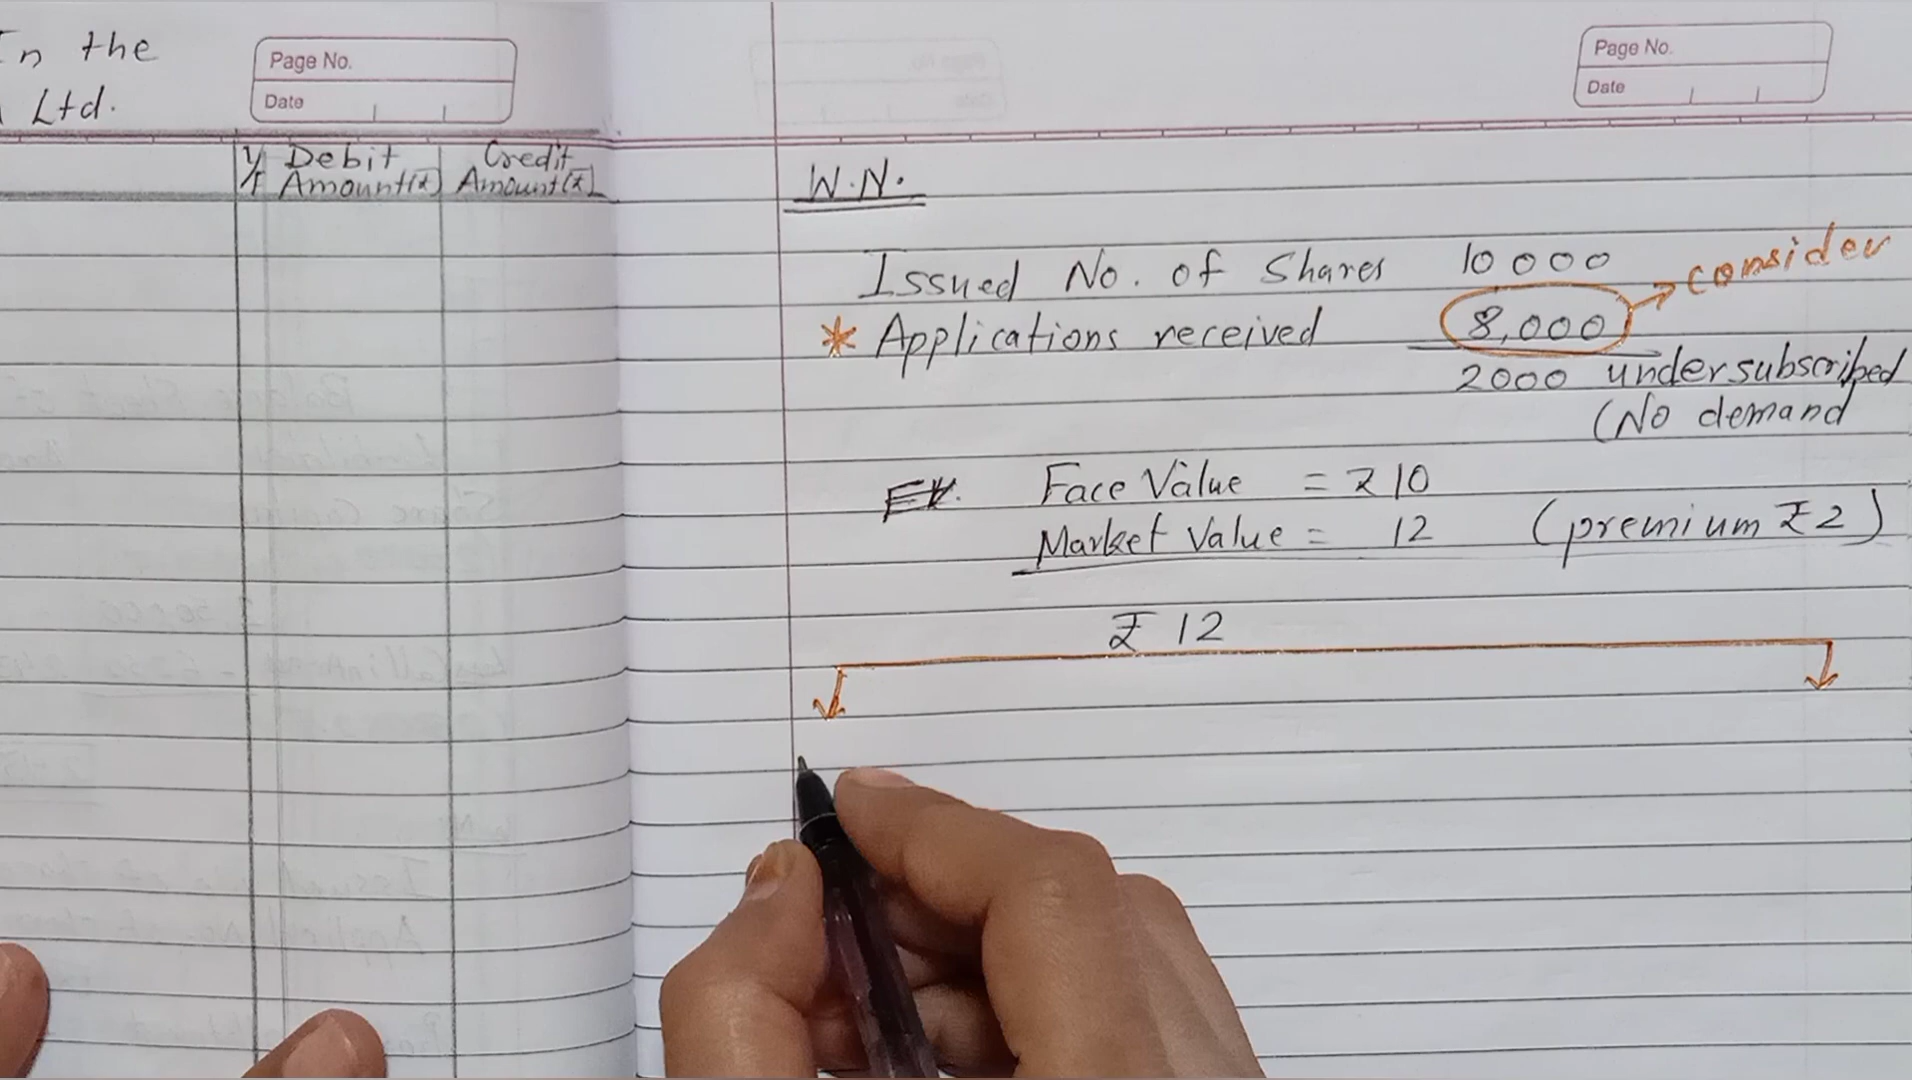 In the
Ltd.
Page No.
Date
L/F Debit Amount(₹) Credit Amount(₹)
Page No.
Date
W.N.
Issued No. of Shares 10000
consider
* Applications received 8,000
2000 undersubscribed
(No demand
Face Value = ₹10
Market Value = 12 (premium ₹2)
₹ 12